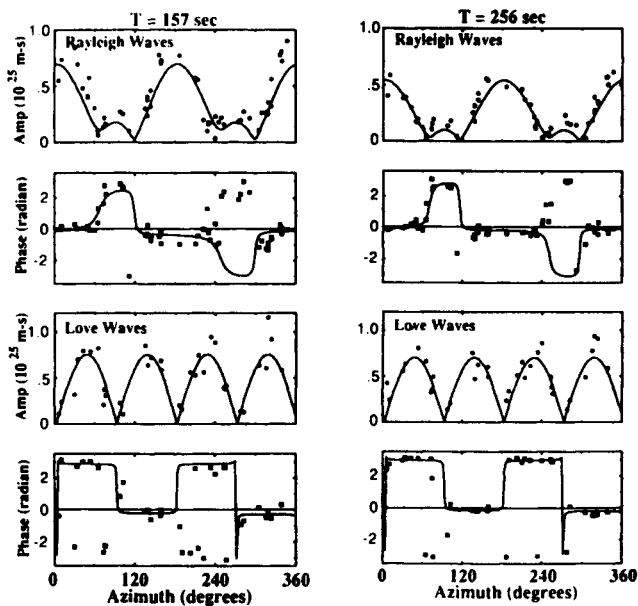 T = 157 sec
T = 256 sec
1.0
Rayleigh Waves
Amp (10 25 m-s)
.5
0
1.0
Rayleigh Waves
.5
0
Phase (radian)
2
0
-2
2
0
-2
Amp (10 25 m-s)
1.0
Love Waves
.5
0
1.0
Love Waves
.5
0
Phase (radian)
2
0
-2
2
0
-2
0 120 240 360
Azimuth (degrees)
0 120 240 360
Azimuth (degrees)